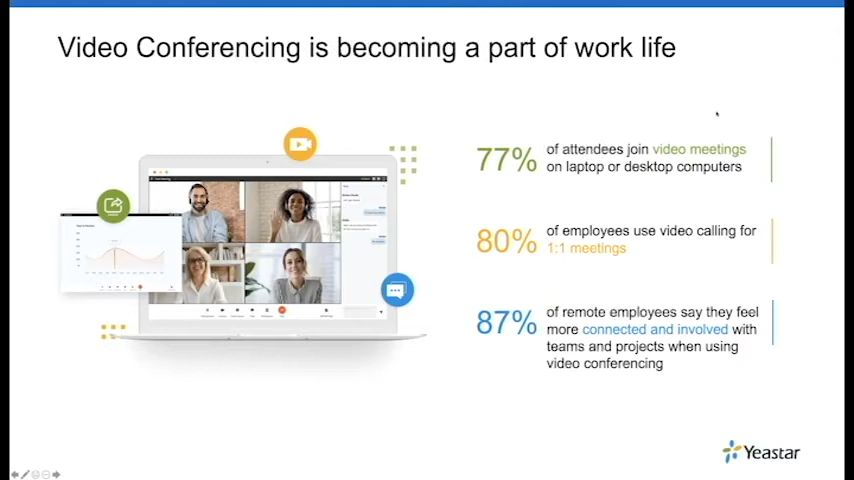 Video Conferencing is becoming a part of work life
77%
of attendees join video meetings
on laptop or desktop computers
80%
of employees use video calling for
1:1 meetings
87%
of remote employees say they feel
more connected and involved with
teams and projects when using
video conferencing
Yeastar